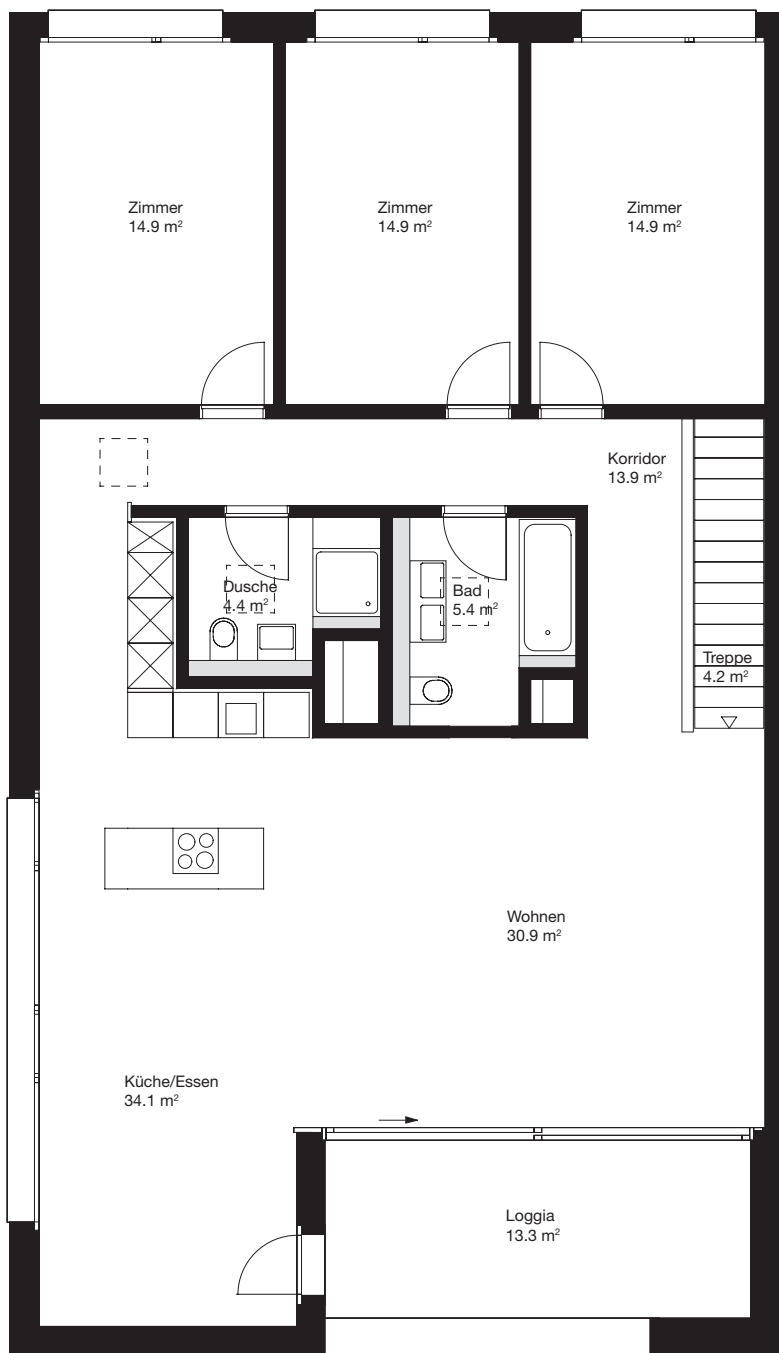 Zimmer
14.9 m²
Zimmer
14.9 m²
Zimmer
14.9 m²
Korridor
13.9 m²
Dusche
4.4 m²
Bad
5.4 m²
Treppe
4.2 m²
Wohnen
30.9 m²
Küche/Essen
34.1 m²
Loggia
13.3 m²